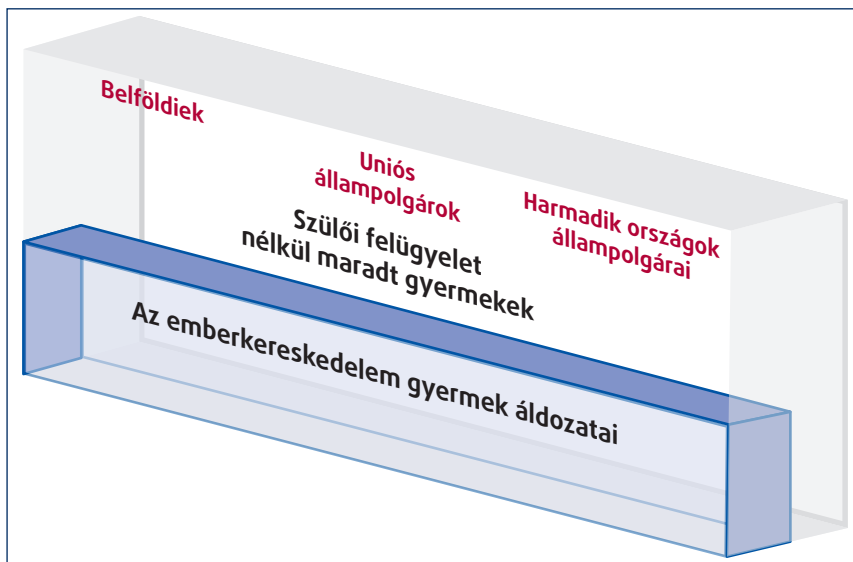 Belföldiek
Uniós
állampolgárok
Harmadik országok
állampolgárai
Szülői felügyelet
nélkül maradt gyermekek
Az emberkereskedelem gyermek áldozatai